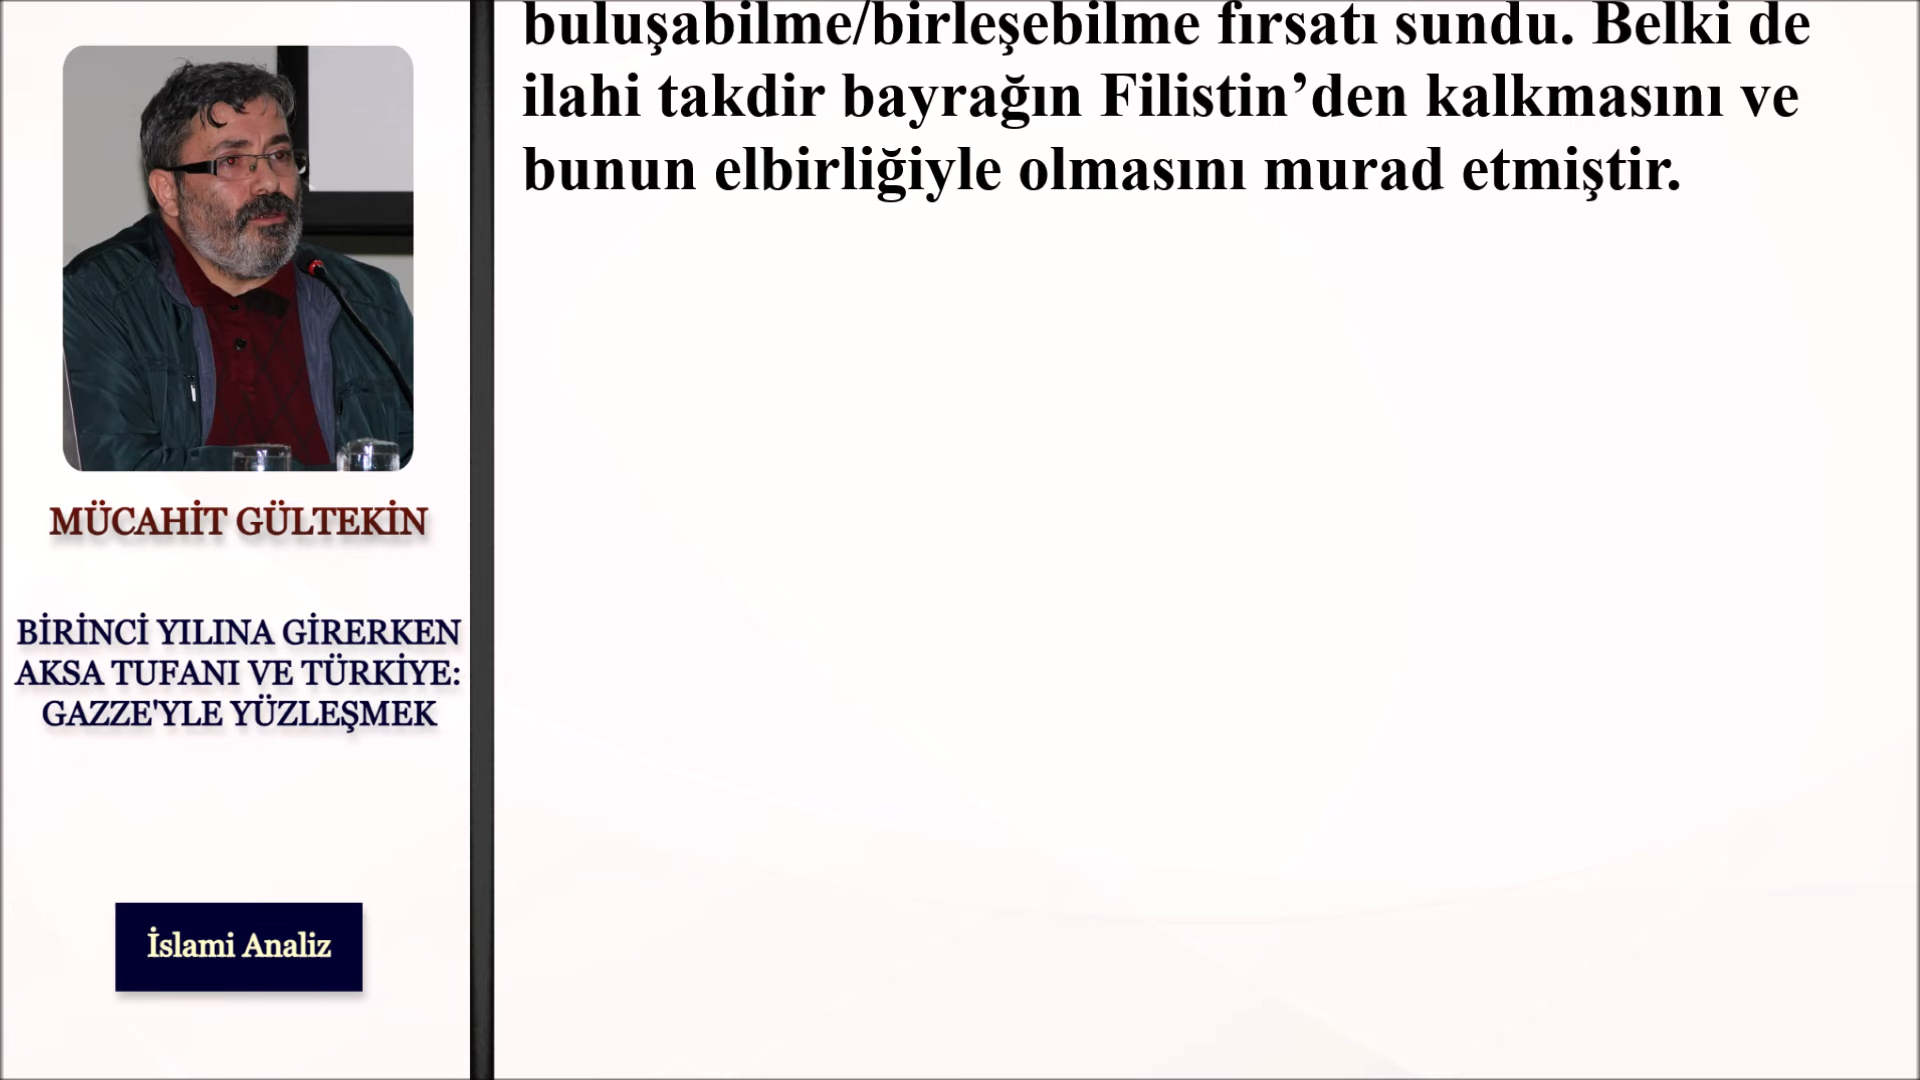 MÜCAHİT GÜLTEKİN
BİRİNCİ YILINA GİRERKEN
AKSA TUFANI VE TÜRKİYE:
GAZZE'YLE YÜZLEŞMEK
İslami Analiz
buluşabilme/birleşebilme fırsatı sundu. Belki de
ilahi takdir bayrağın Filistin’den kalkmasını ve
bunun elbirliğiyle olmasını murad etmiştir.